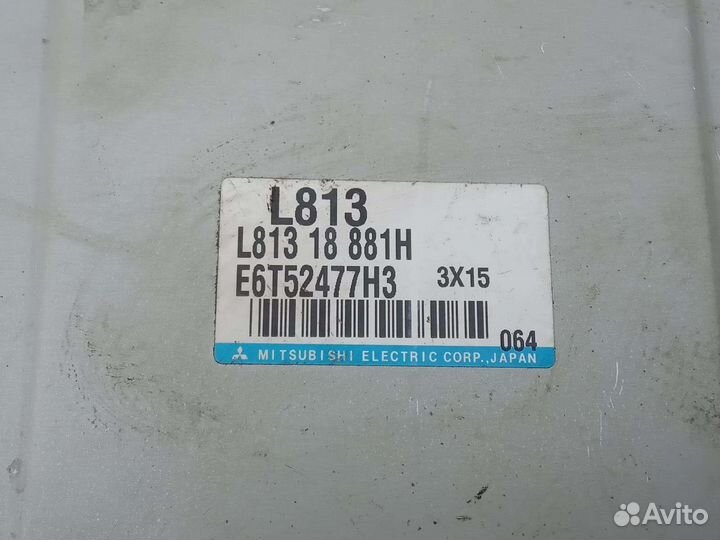 L813
L813 18 881H
E6T52477H3 3X15
064
MITSUBISHI ELECTRIC CORP., JAPAN
Avito